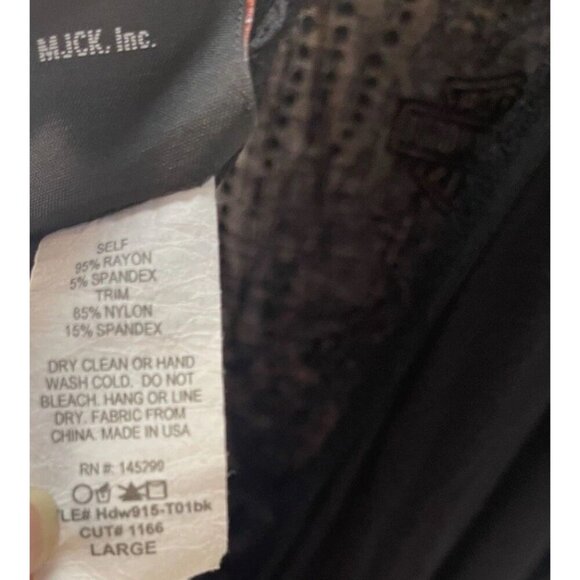 MJCK, Inc.
SELF
95% RAYON
5% SPANDEX
TRIM
85% NYLON
15% SPANDEX
DRY CLEAN OR HAND
WASH COLD. DO NOT
BLEACH. HANG OR LINE
DRY. FABRIC FROM
CHINA. MADE IN USA
RN #: 145299
LE# Hdw915-T01bk
CUT# 1166
LARGE